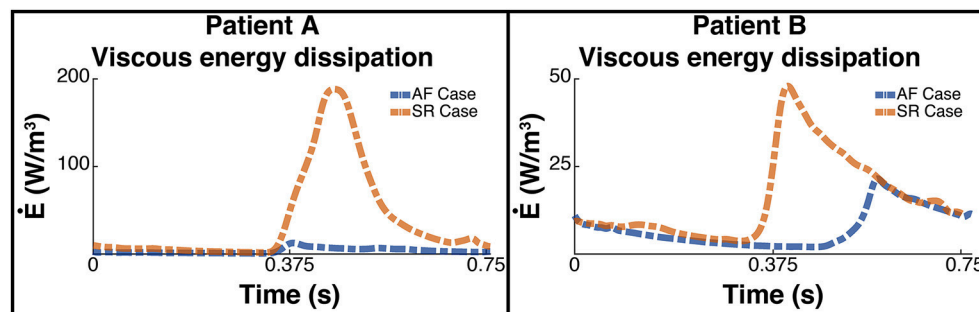 Patient A
Viscous energy dissipation
200
100
Ė (W/m³)
AF Case
SR Case
0
0.375
0.75
Time (s)
Patient B
Viscous energy dissipation
50
25
Ė (W/m³)
AF Case
SR Case
0
0.375
0.75
Time (s)